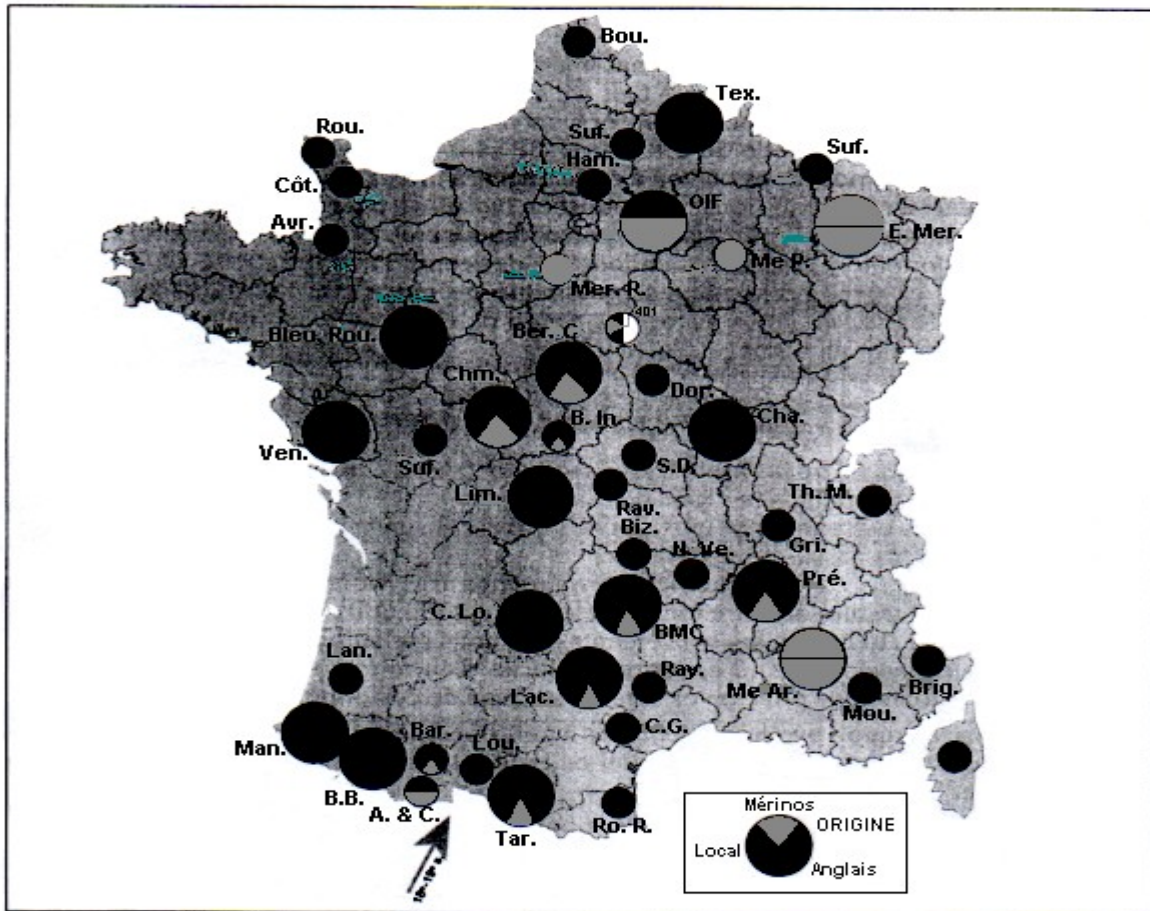 Bou.
Tex.
Rou.
Suf.
Suf.
Ham.
Côt.
OIF
Avr.
E. Mer.
Me P.
Mer. R.
401
Bleu. Rou.
Ber. C
Chm.
Dor.
B. In.
Cha.
Ven.
Suf.
S.D.
Lim.
Th. M.
Rav.
Biz.
Gri.
N. Ve.
Pré.
C. Lo.
BMC
Lan.
Ray.
Lac.
Me Ar.
Brig.
Mou.
C.G.
Man.
Bar.
Lou.
B.B.
A. & C.
Ro. R.
Tar.
Mérinos
ORIGINE
Local
Anglais